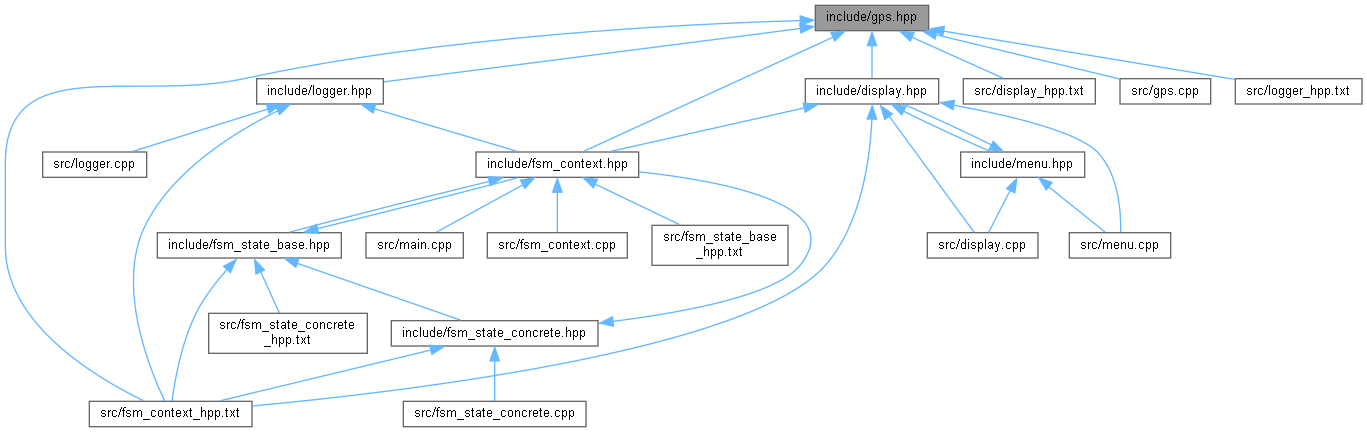 include/gps.hpp
include/logger.hpp
include/display.hpp
src/display_hpp.txt
src/gps.cpp
src/logger_hpp.txt
src/logger.cpp
include/fsm_context.hpp
include/menu.hpp
include/fsm_state_base.hpp
src/main.cpp
src/fsm_context.cpp
src/fsm_state_base
_hpp.txt
src/display.cpp
src/menu.cpp
src/fsm_state_concrete
_hpp.txt
include/fsm_state_concrete.hpp
src/fsm_context_hpp.txt
src/fsm_state_concrete.cpp